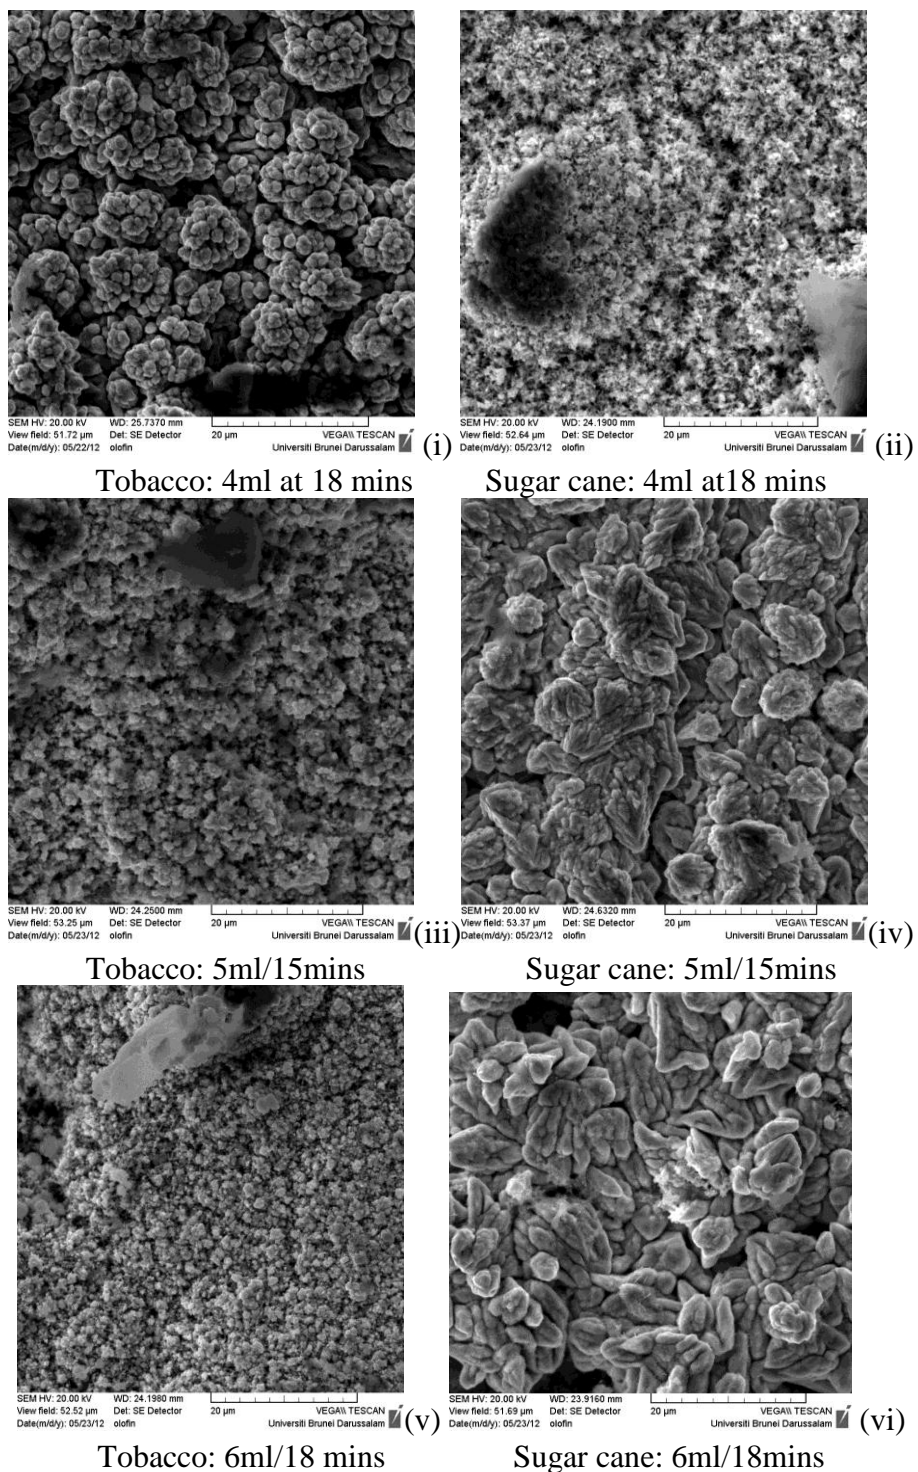 SEM HV: 20.00 kV WD: 25.7370 mm
View field: 51.72 µm Det: SE Detector 20 µm VEGA\\ TESCAN
Date(m/d/y): 05/22/12 olofin Universiti Brunei Darussalam (i)
SEM HV: 20.00 kV WD: 24.1900 mm
View field: 52.64 µm Det: SE Detector 20 µm VEGA\\ TESCAN
Date(m/d/y): 05/23/12 olofin Universiti Brunei Darussalam (ii)
Tobacco: 4ml at 18 mins Sugar cane: 4ml at18 mins
SEM HV: 20.00 kV WD: 24.2500 mm
View field: 53.25 µm Det: SE Detector 20 µm VEGA\\ TESCAN
Date(m/d/y): 05/23/12 olofin Universiti Brunei Darussalam (iii)
SEM HV: 20.00 kV WD: 24.6320 mm
View field: 53.37 µm Det: SE Detector 20 µm VEGA\\ TESCAN
Date(m/d/y): 05/23/12 olofin Universiti Brunei Darussalam (iv)
Tobacco: 5ml/15mins Sugar cane: 5ml/15mins
SEM HV: 20.00 kV WD: 24.1980 mm
View field: 52.52 µm Det: SE Detector 20 µm VEGA\\ TESCAN
Date(m/d/y): 05/23/12 olofin Universiti Brunei Darussalam (v)
SEM HV: 20.00 kV WD: 23.9160 mm
View field: 51.69 µm Det: SE Detector 20 µm VEGA\\ TESCAN
Date(m/d/y): 05/23/12 olofin Universiti Brunei Darussalam (vi)
Tobacco: 6ml/18 mins Sugar cane: 6ml/18mins